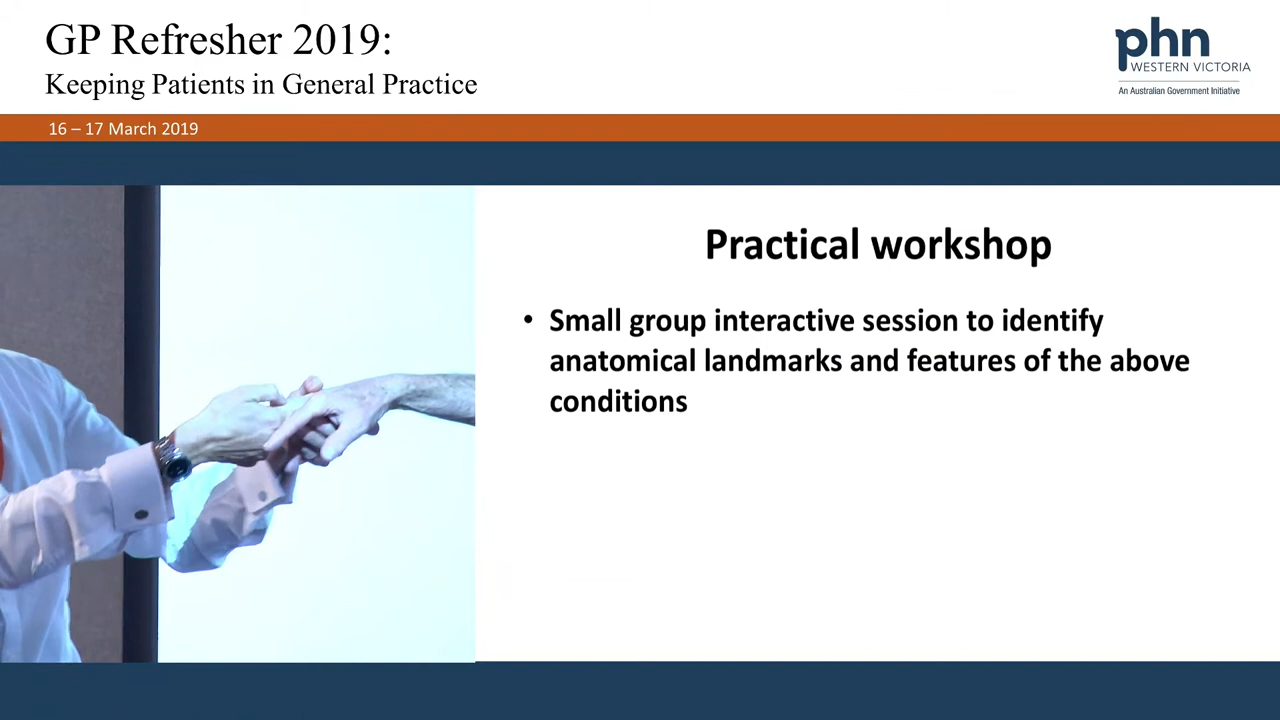 GP Refresher 2019:
Keeping Patients in General Practice
phn
WESTERN VICTORIA
An Australian Government Initiative
16 – 17 March 2019
Practical workshop
• Small group interactive session to identify
anatomical landmarks and features of the above
conditions